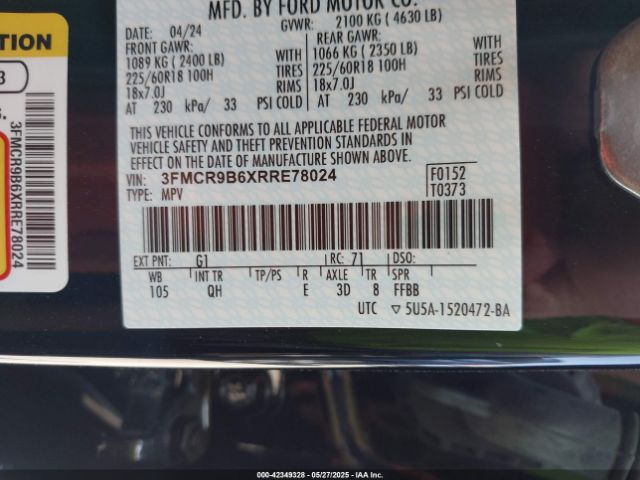 MFD. BY FORD MOTOR CO.
DATE: 04/24 GVWR: 2100 KG ( 4630 LB)
FRONT GAWR: REAR GAWR:
1089 KG ( 2400 LB) WITH 1066 KG ( 2350 LB) WITH
225/60R18 100H TIRES 225/60R18 100H TIRES
18x7.0J RIMS 18x7.0J RIMS
AT 230 kPa/ 33 PSI COLD AT 230 kPa/ 33 PSI COLD
THIS VEHICLE CONFORMS TO ALL APPLICABLE FEDERAL MOTOR
VEHICLE SAFETY AND THEFT PREVENTION STANDARDS IN
EFFECT ON THE DATE OF MANUFACTURE SHOWN ABOVE.
VIN: 3FMCR9B6XRRE78024 F0152
TYPE: MPV T0373
EXT PNT: G1 RC: 71 DSO:
WB INT TR TP/PS R AXLE TR SPR
105 QH E 3D 8 FFBB
UTC ▽ 5U5A-1520472-BA
3FMCR9B6XRRE78024
000-42349328 - 05/27/2025 - IAA Inc.